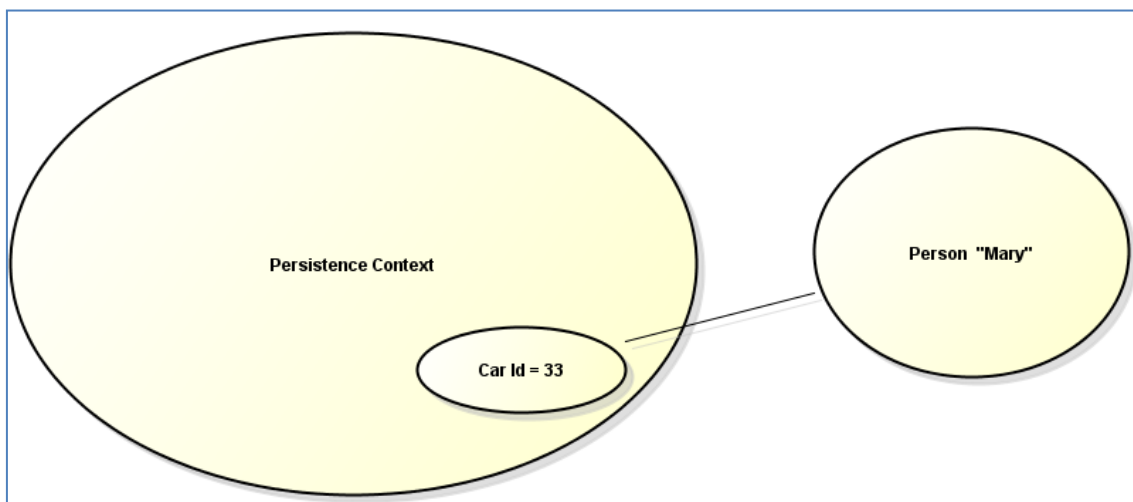 Persistence Context
Person "Mary"
Car Id = 33